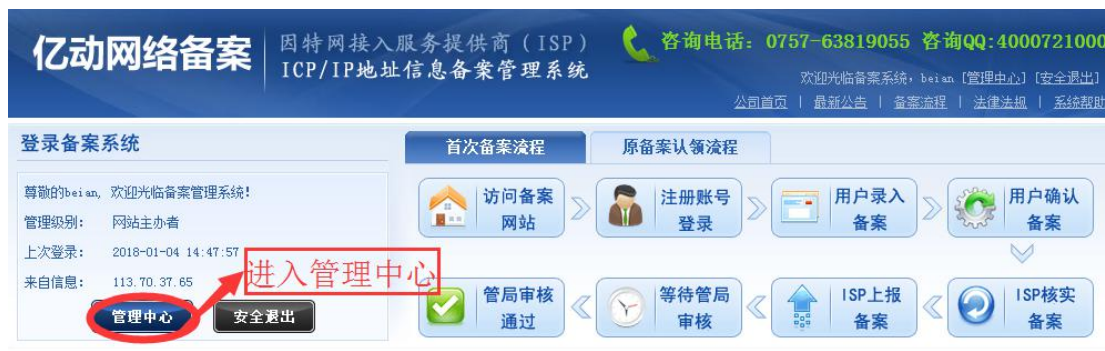 亿动网络备案
因特网接入服务提供商（ISP）
ICP/IP地址信息备案管理系统
咨询电话：0757-63819055 咨询QQ:4000721000
欢迎光临备案系统，beian [管理中心] [安全退出]
公司首页 | 最新公告 | 备案流程 | 法律法规 | 系统帮助
登录备案系统
尊敬的beian, 欢迎光临备案管理系统!
管理级别： 网站主办者
上次登录： 2018-01-04 14:47:57
来自信息： 113.70.37.65
进入管理中心
管理中心 安全退出
首次备案流程 原备案认领流程
访问备案
网站
注册账号
登录
用户录入
备案
用户确认
备案
管局审核
通过
等待管局
审核
ISP上报
备案
ISP核实
备案